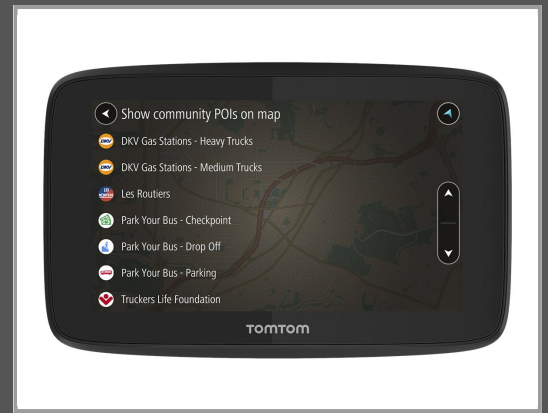 Show community POIs on map
DKV Gas Stations - Heavy Trucks
DKV Gas Stations - Medium Trucks
Les Routiers
Park Your Bus - Checkpoint
Park Your Bus - Drop Off
Park Your Bus - Parking
Truckers Life Foundation
TOMTOM